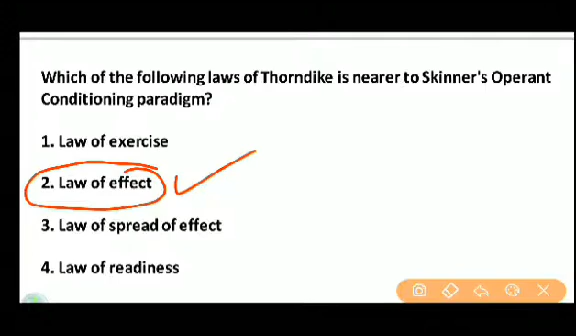 Which of the following laws of Thorndike is nearer to Skinner's Operant
Conditioning paradigm?
1. Law of exercise
2. Law of effect
3. Law of spread of effect
4. Law of readiness